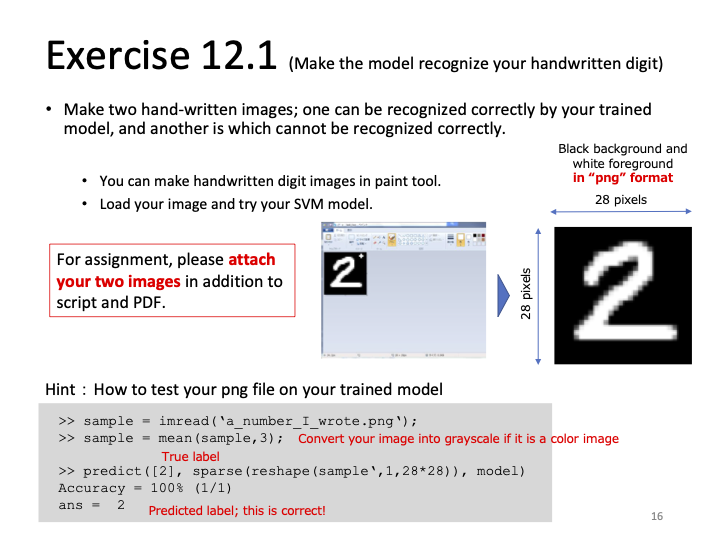 Exercise 12.1 (Make the model recognize your handwritten digit)
• Make two hand-written images; one can be recognized correctly by your trained
model, and another is which cannot be recognized correctly.
• You can make handwritten digit images in paint tool.
• Load your image and try your SVM model.
Black background and
white foreground
in “png” format
28 pixels
28 pixels
2
2
For assignment, please attach
your two images in addition to
script and PDF.
Hint : How to test your png file on your trained model
>> sample = imread(‘a_number_I_wrote.png‘);
>> sample = mean(sample,3); Convert your image into grayscale if it is a color image
True label
>> predict([2], sparse(reshape(sample‘,1,28*28)), model)
Accuracy = 100% (1/1)
ans = 2 Predicted label; this is correct!
16